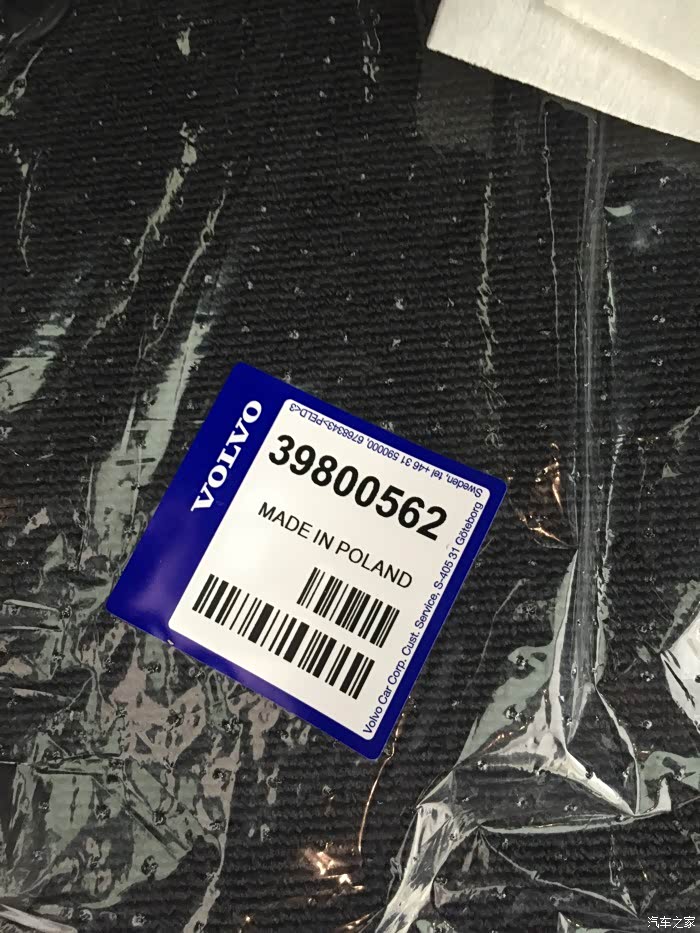 VOLVO
39800562
MADE IN POLAND
Volvo Car Corp. Cust. Service, S-405 31 Göteborg
Sweden, tel +46 31 590000, 6768343>PELD<3
汽车之家